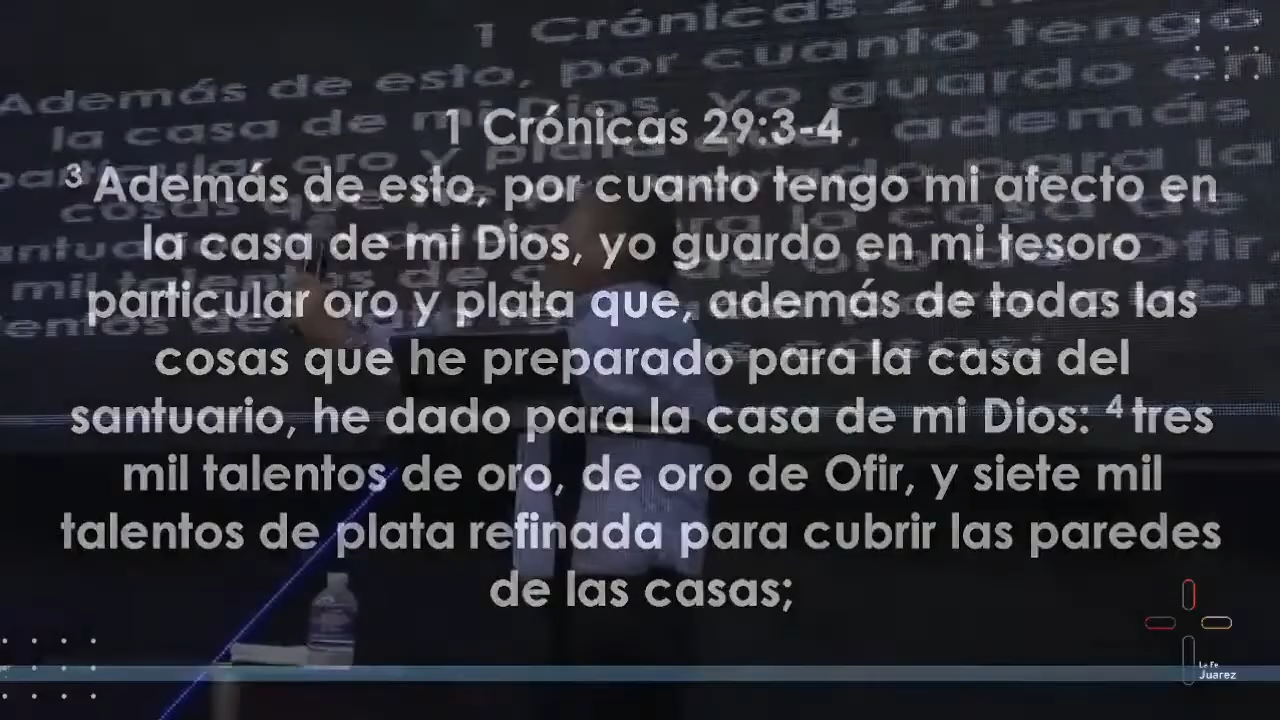 1 Crónicas 29:3-4
³ Además de esto, por cuanto tengo mi afecto en
la casa de mi Dios, yo guardo en mi tesoro
particular oro y plata que, además de todas las
cosas que he preparado para la casa del
santuario, he dado para la casa de mi Dios: ⁴ tres
mil talentos de oro, de oro de Ofir, y siete mil
talentos de plata refinada para cubrir las paredes
de las casas;
La Fe
Juarez